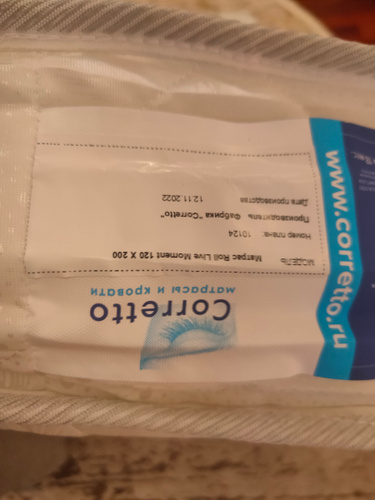 Corretto
матрасы и кровати
МОДЕЛЬ Матрас Roll Live Moment 120 X 200
Номер плана: 10124
Производитель Фабрика "Corretto"
Дата производства 12.11.2022
www.corretto.ru